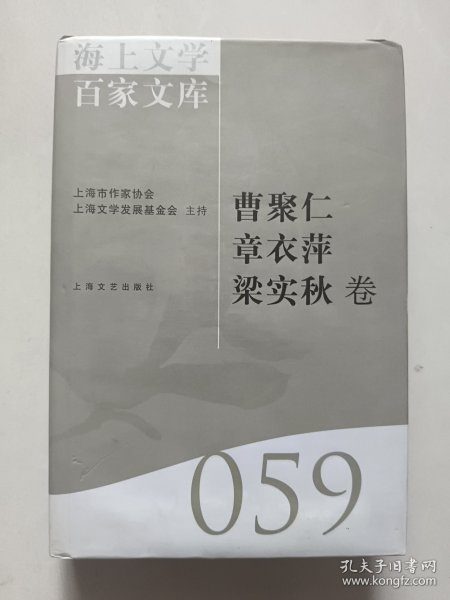 海上文学
百家文库
上海市作家协会
上海文学发展基金会 主持
上海文艺出版社
曹聚仁
章衣萍
梁实秋 卷
059
孔夫子旧书网
www.kongfz.com